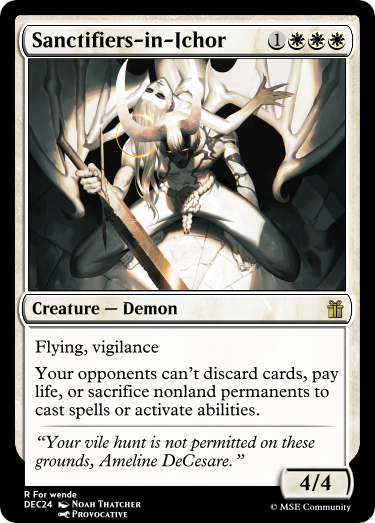 Sanctifiers-in-Ichor 1
Creature — Demon
Flying, vigilance
Your opponents can't discard cards, pay
life, or sacrifice nonland permanents to
cast spells or activate abilities.
“Your vile hunt is not permitted on these
grounds, Ameline DeCesare.”
4/4
R For wende
DEC24 Noah Thatcher
Provocative
© MSE Community